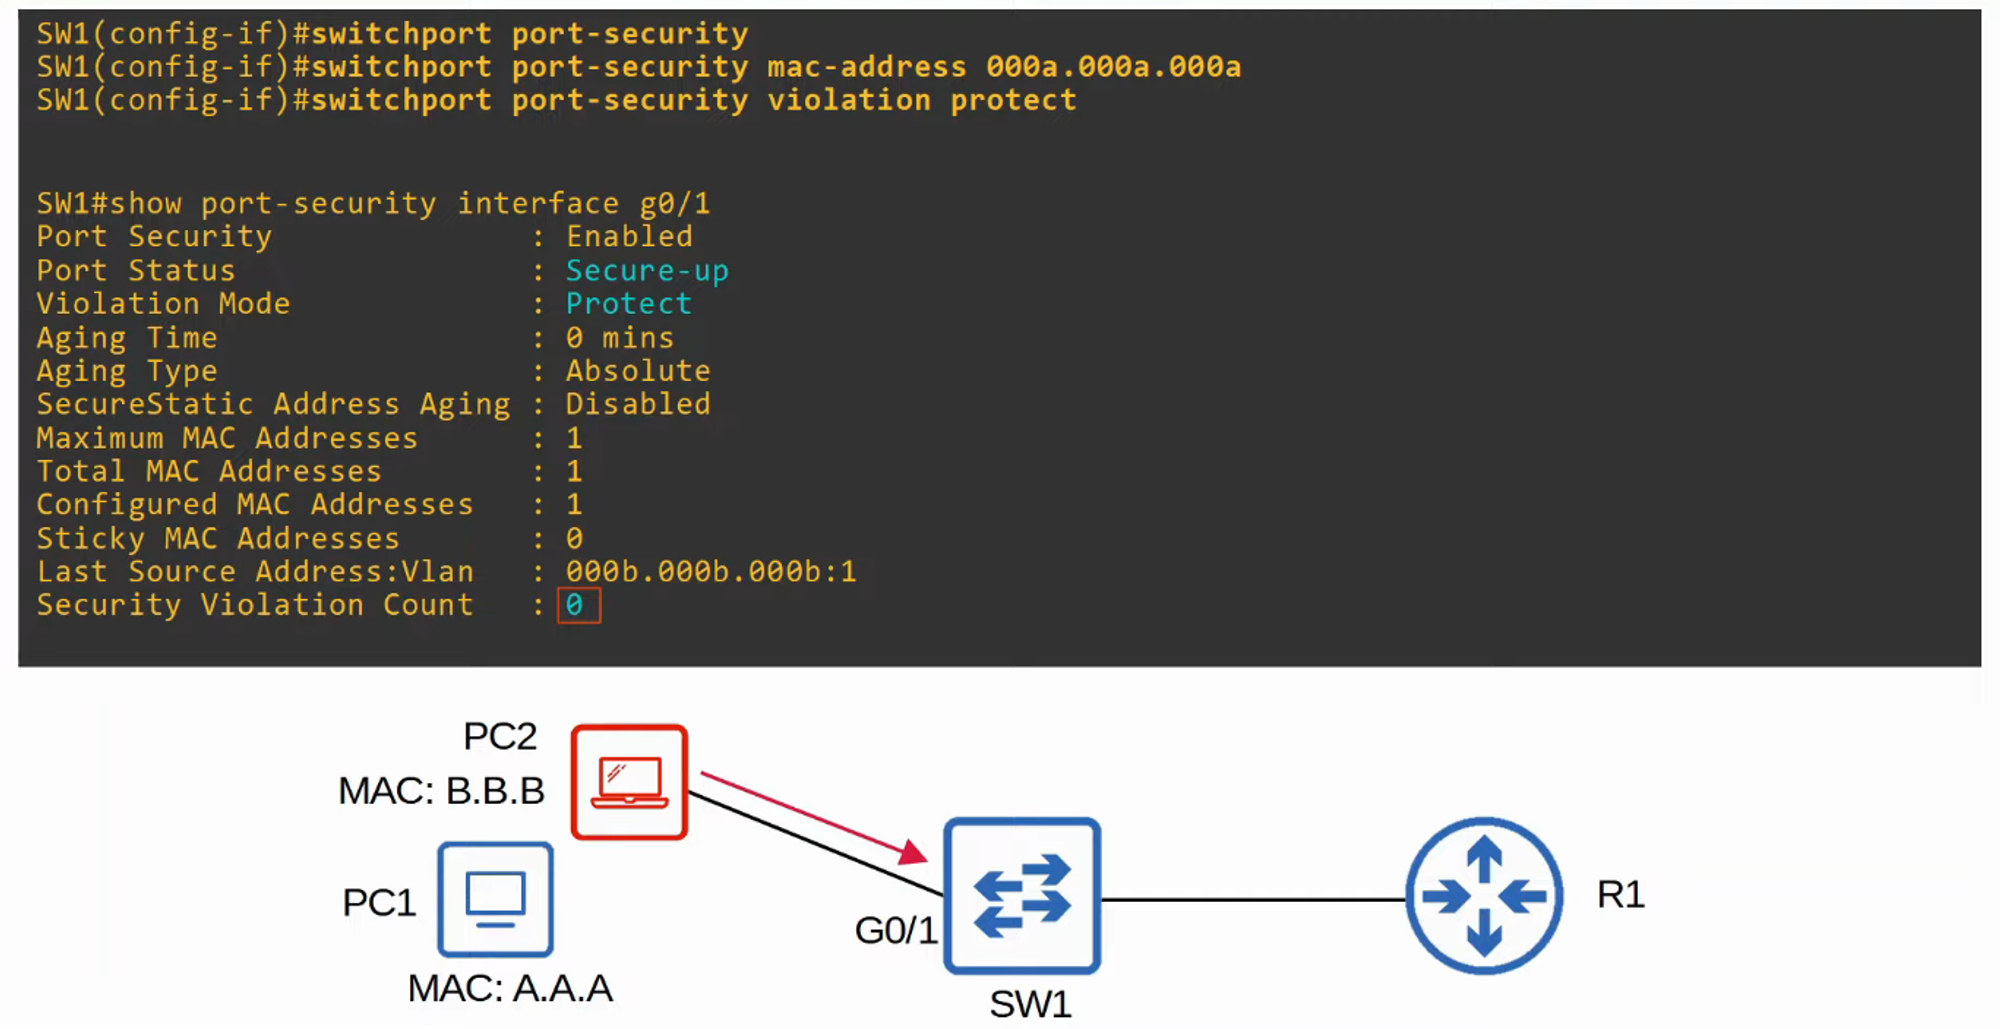 SW1(config-if)#switchport port-security
SW1(config-if)#switchport port-security mac-address 000a.000a.000a
SW1(config-if)#switchport port-security violation protect
SW1#show port-security interface g0/1
Port Security : Enabled
Port Status : Secure-up
Violation Mode : Protect
Aging Time : 0 mins
Aging Type : Absolute
SecureStatic Address Aging : Disabled
Maximum MAC Addresses : 1
Total MAC Addresses : 1
Configured MAC Addresses : 1
Sticky MAC Addresses : 0
Last Source Address:Vlan : 000b.000b.000b:1
Security Violation Count : 0
PC2
MAC: B.B.B
PC1
MAC: A.A.A
G0/1
SW1
R1